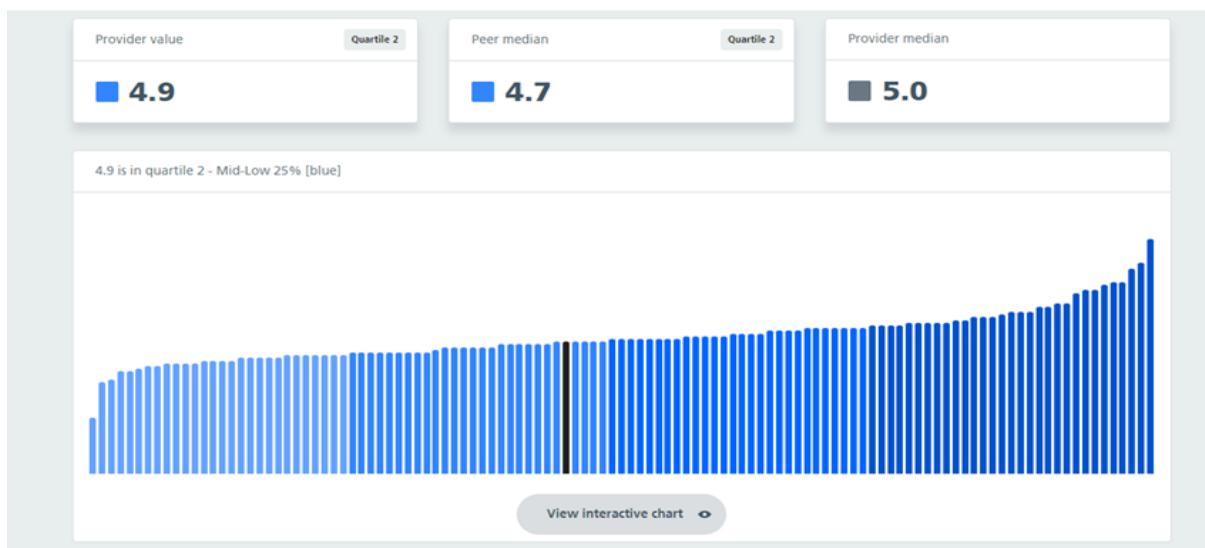 Provider value
Quartile 2
Peer median
Quartile 2
Provider median
4.9
4.7
5.0
4.9 is in quartile 2 - Mid-Low 25% [blue]
View interactive chart